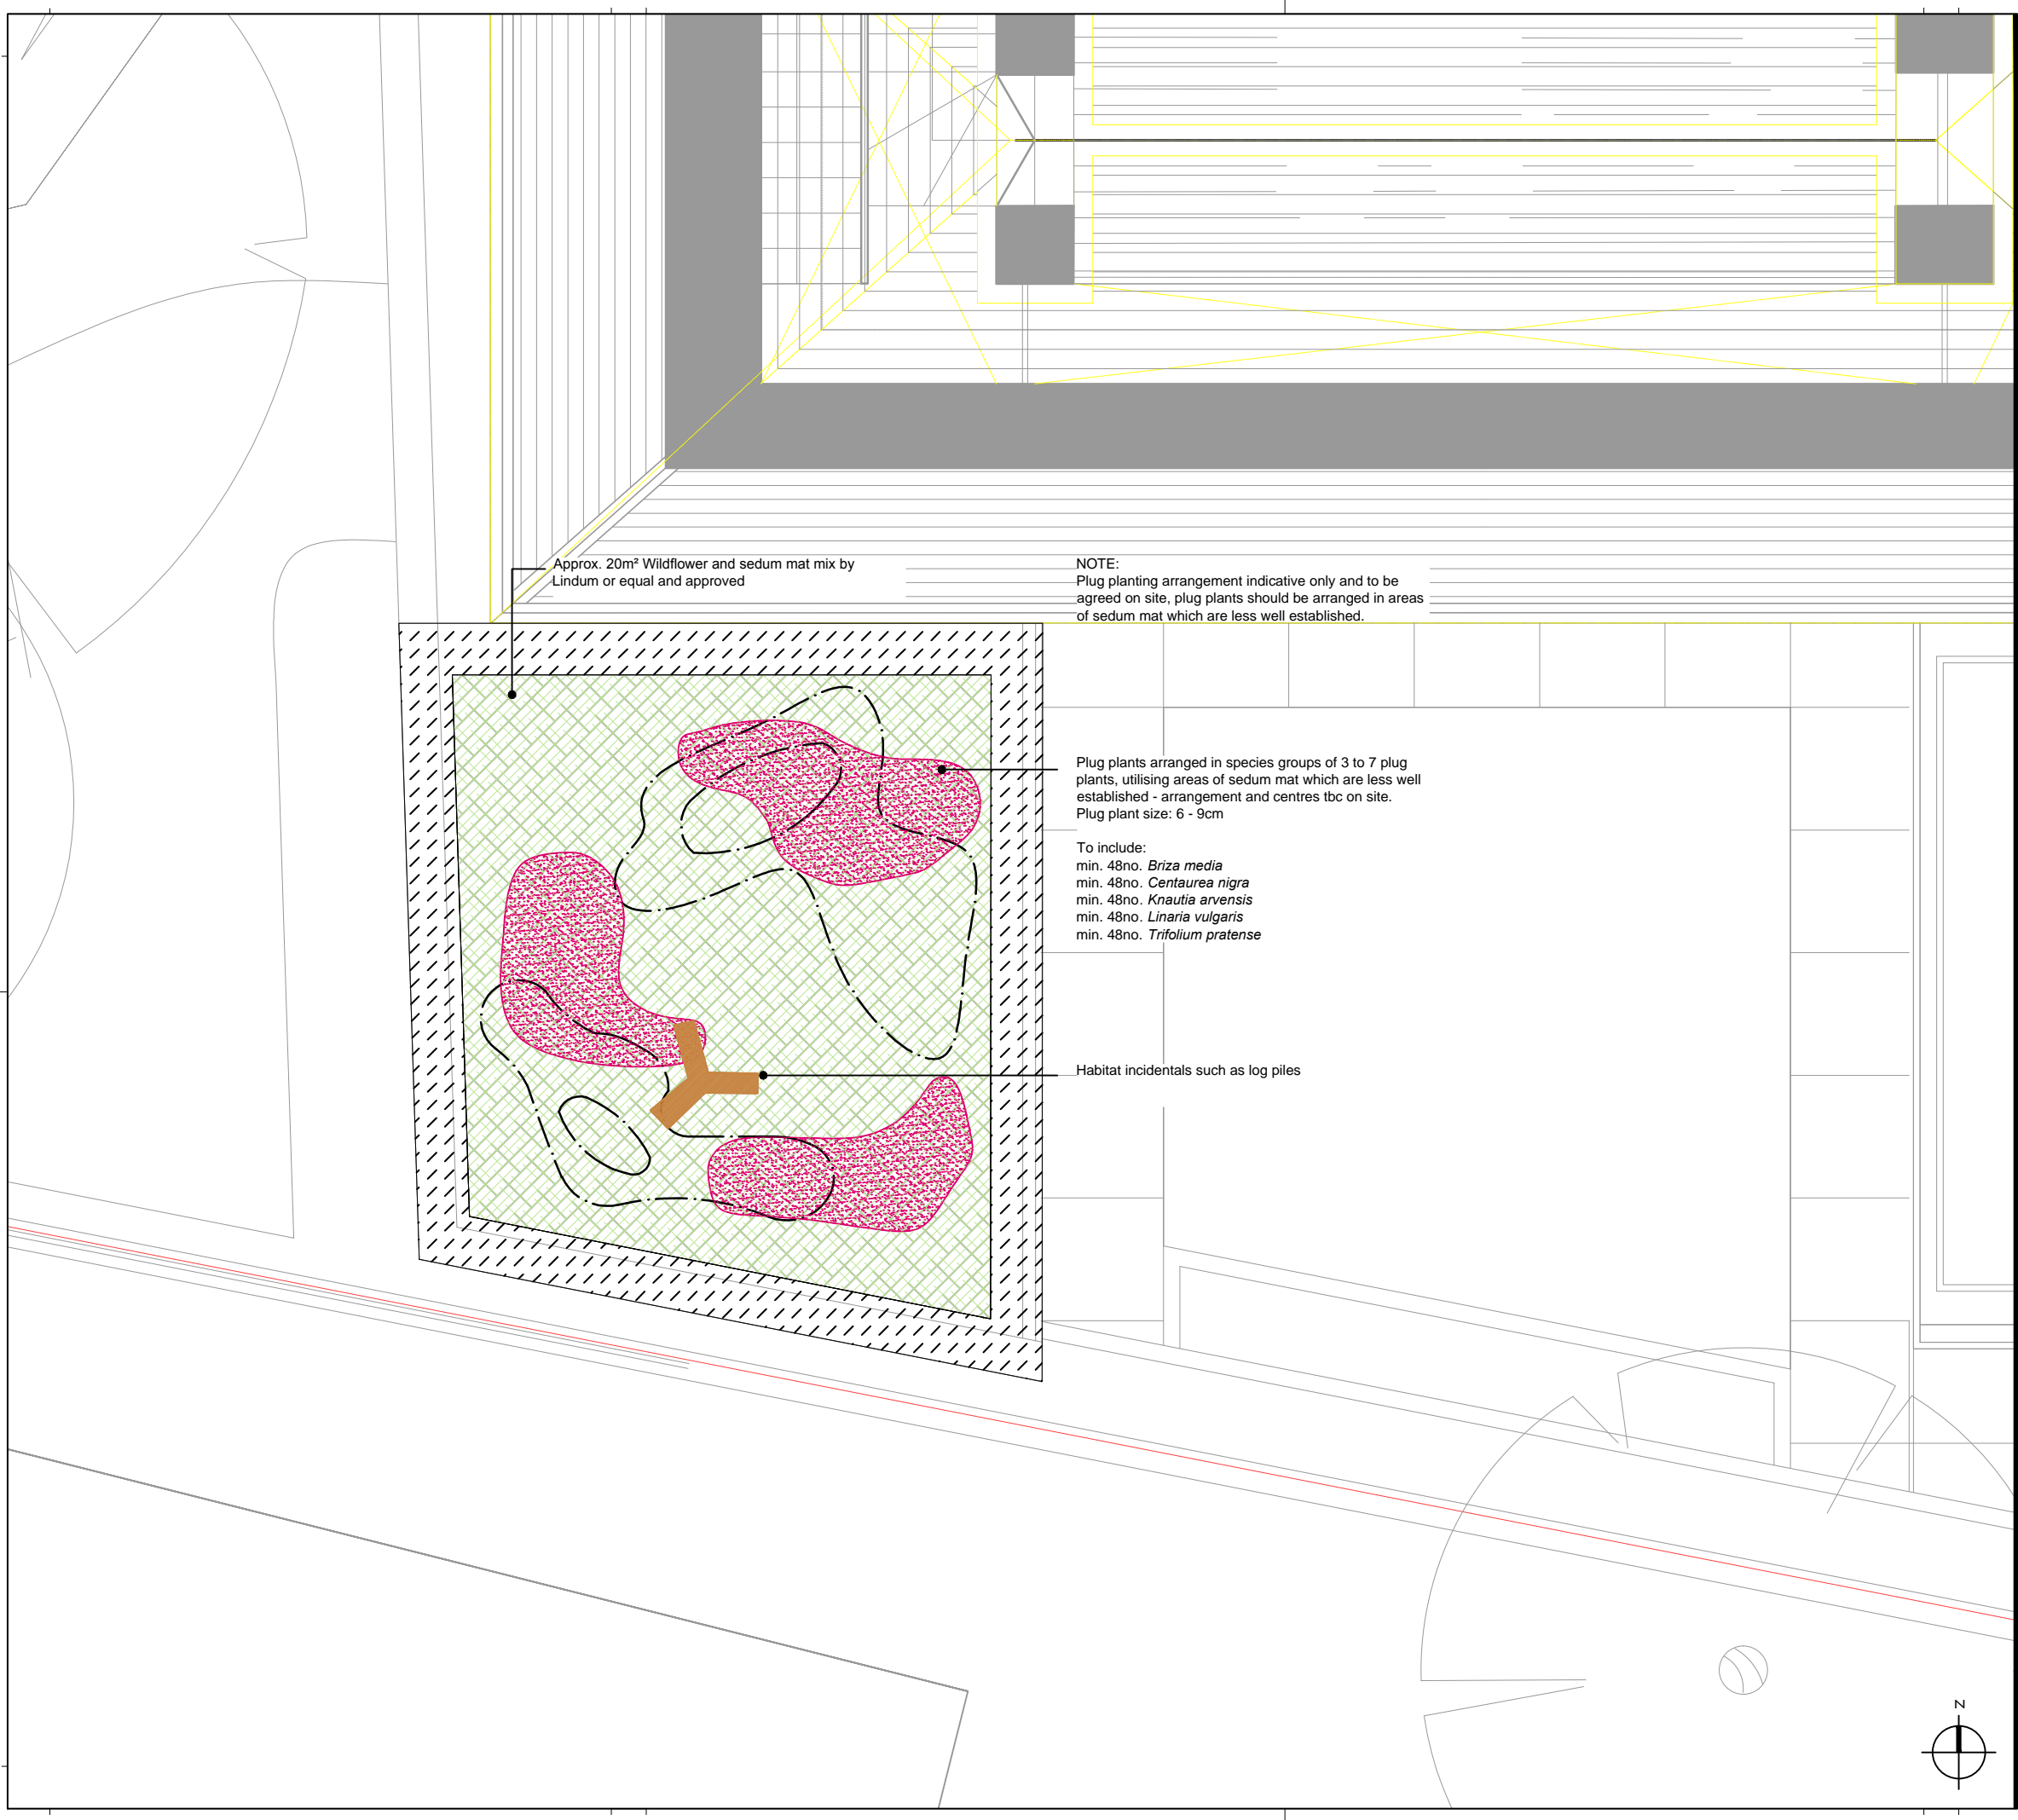 Approx. 20m² Wildflower and sedum mat mix by
Lindum or equal and approved
NOTE:
Plug planting arrangement indicative only and to be
agreed on site, plug plants should be arranged in areas
of sedum mat which are less well established.
Plug plants arranged in species groups of 3 to 7 plug
plants, utilising areas of sedum mat which are less well
established - arrangement and centres tbc on site.
Plug plant size: 6 - 9cm
To include:
min. 48no. Briza media
min. 48no. Centaurea nigra
min. 48no. Knautia arvensis
min. 48no. Linaria vulgaris
min. 48no. Trifolium pratense
Habitat incidentals such as log piles
N